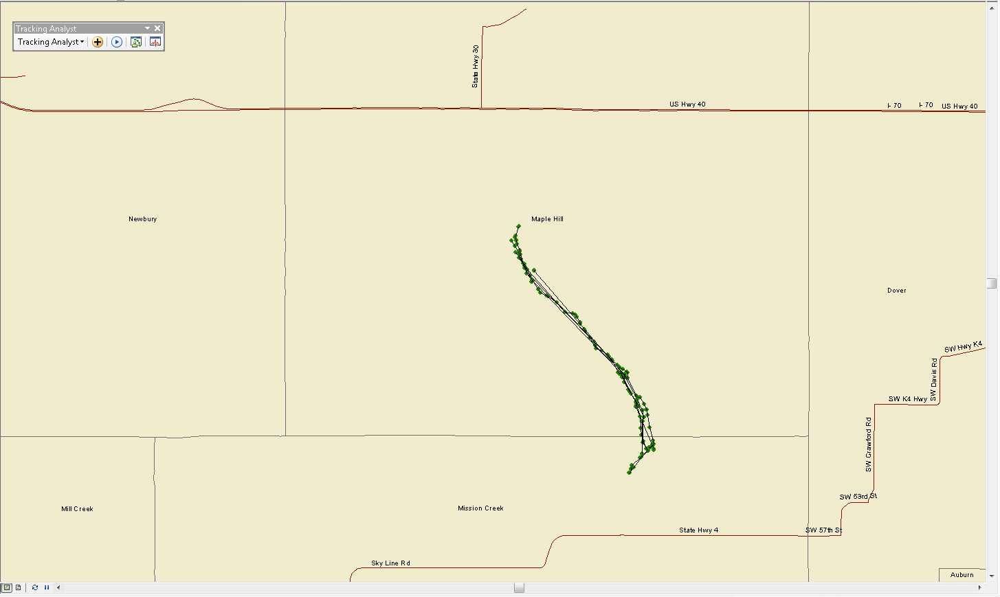 Tracking Analyst
Tracking Analyst
State Hwy 30
US Hwy 40
I- 70
I- 70
US Hwy 40
Newbury
Maple Hill
Dover
SW Hwy K4
SW Davis Rd
SW K4 Hwy
SW Crawford Rd
SW 53rd St
Mill Creek
Mission Creek
State Hwy 4
SW 57th St
Sky Line Rd
Auburn